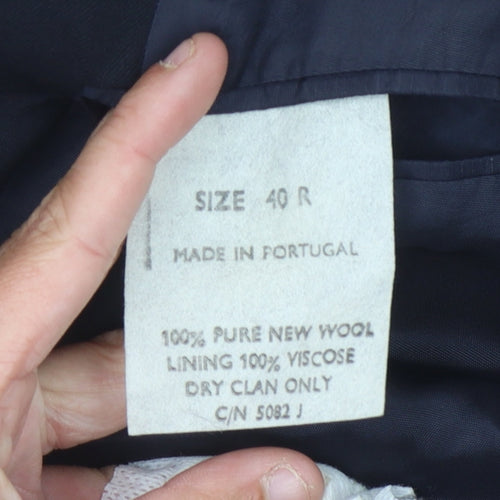 SIZE 40 R
MADE IN PORTUGAL
100% PURE NEW WOOL
LINING 100% VISCOSE
DRY CLAN ONLY
C/N 5082 J